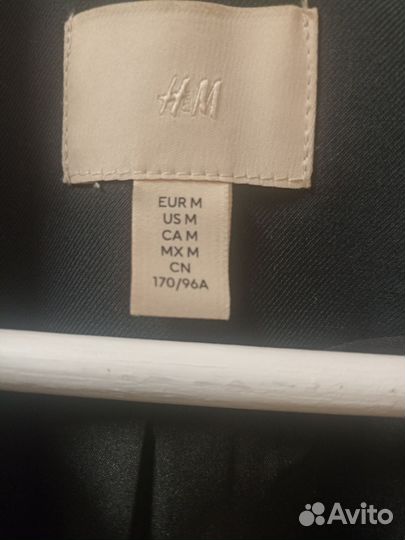 H&M
EUR M
US M
CA M
MX M
CN
170/96A
Avito